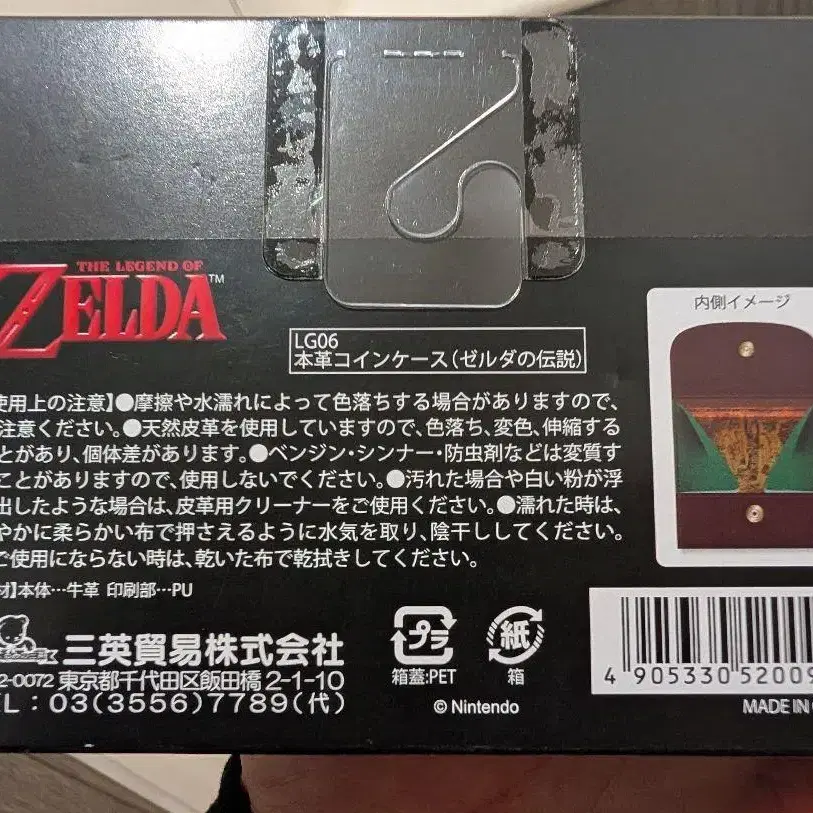 THE LEGEND OF
ZELDA™
LG06
本革コインケース(ゼルダの伝説)
内側イメージ
使用上の注意】●摩擦や水濡れによって色落ちする場合がありますので、
注意ください。●天然皮革を使用していますので、色落ち、変色、伸縮する
とがあり、個体差があります。●ベンジン・シンナー・防虫剤などは変質す
ことがありますので、使用しないでください。●汚れた場合や白い粉が浮
出したような場合は、皮革用クリーナーをご使用ください。●濡れた時は、
やかに柔らかい布で押さえるように水気を取り、陰干ししてください。
ご使用にならない時は、乾いた布で乾拭きしてください。
材】本体…牛革 印刷部…PU
三英貿易株式会社
2-0072 東京都千代田区飯田橋2-1-10
L:03(3556)7789(代)
プラ
箱蓋:PET
紙
箱
© Nintendo
4 905330 52009
MADE IN